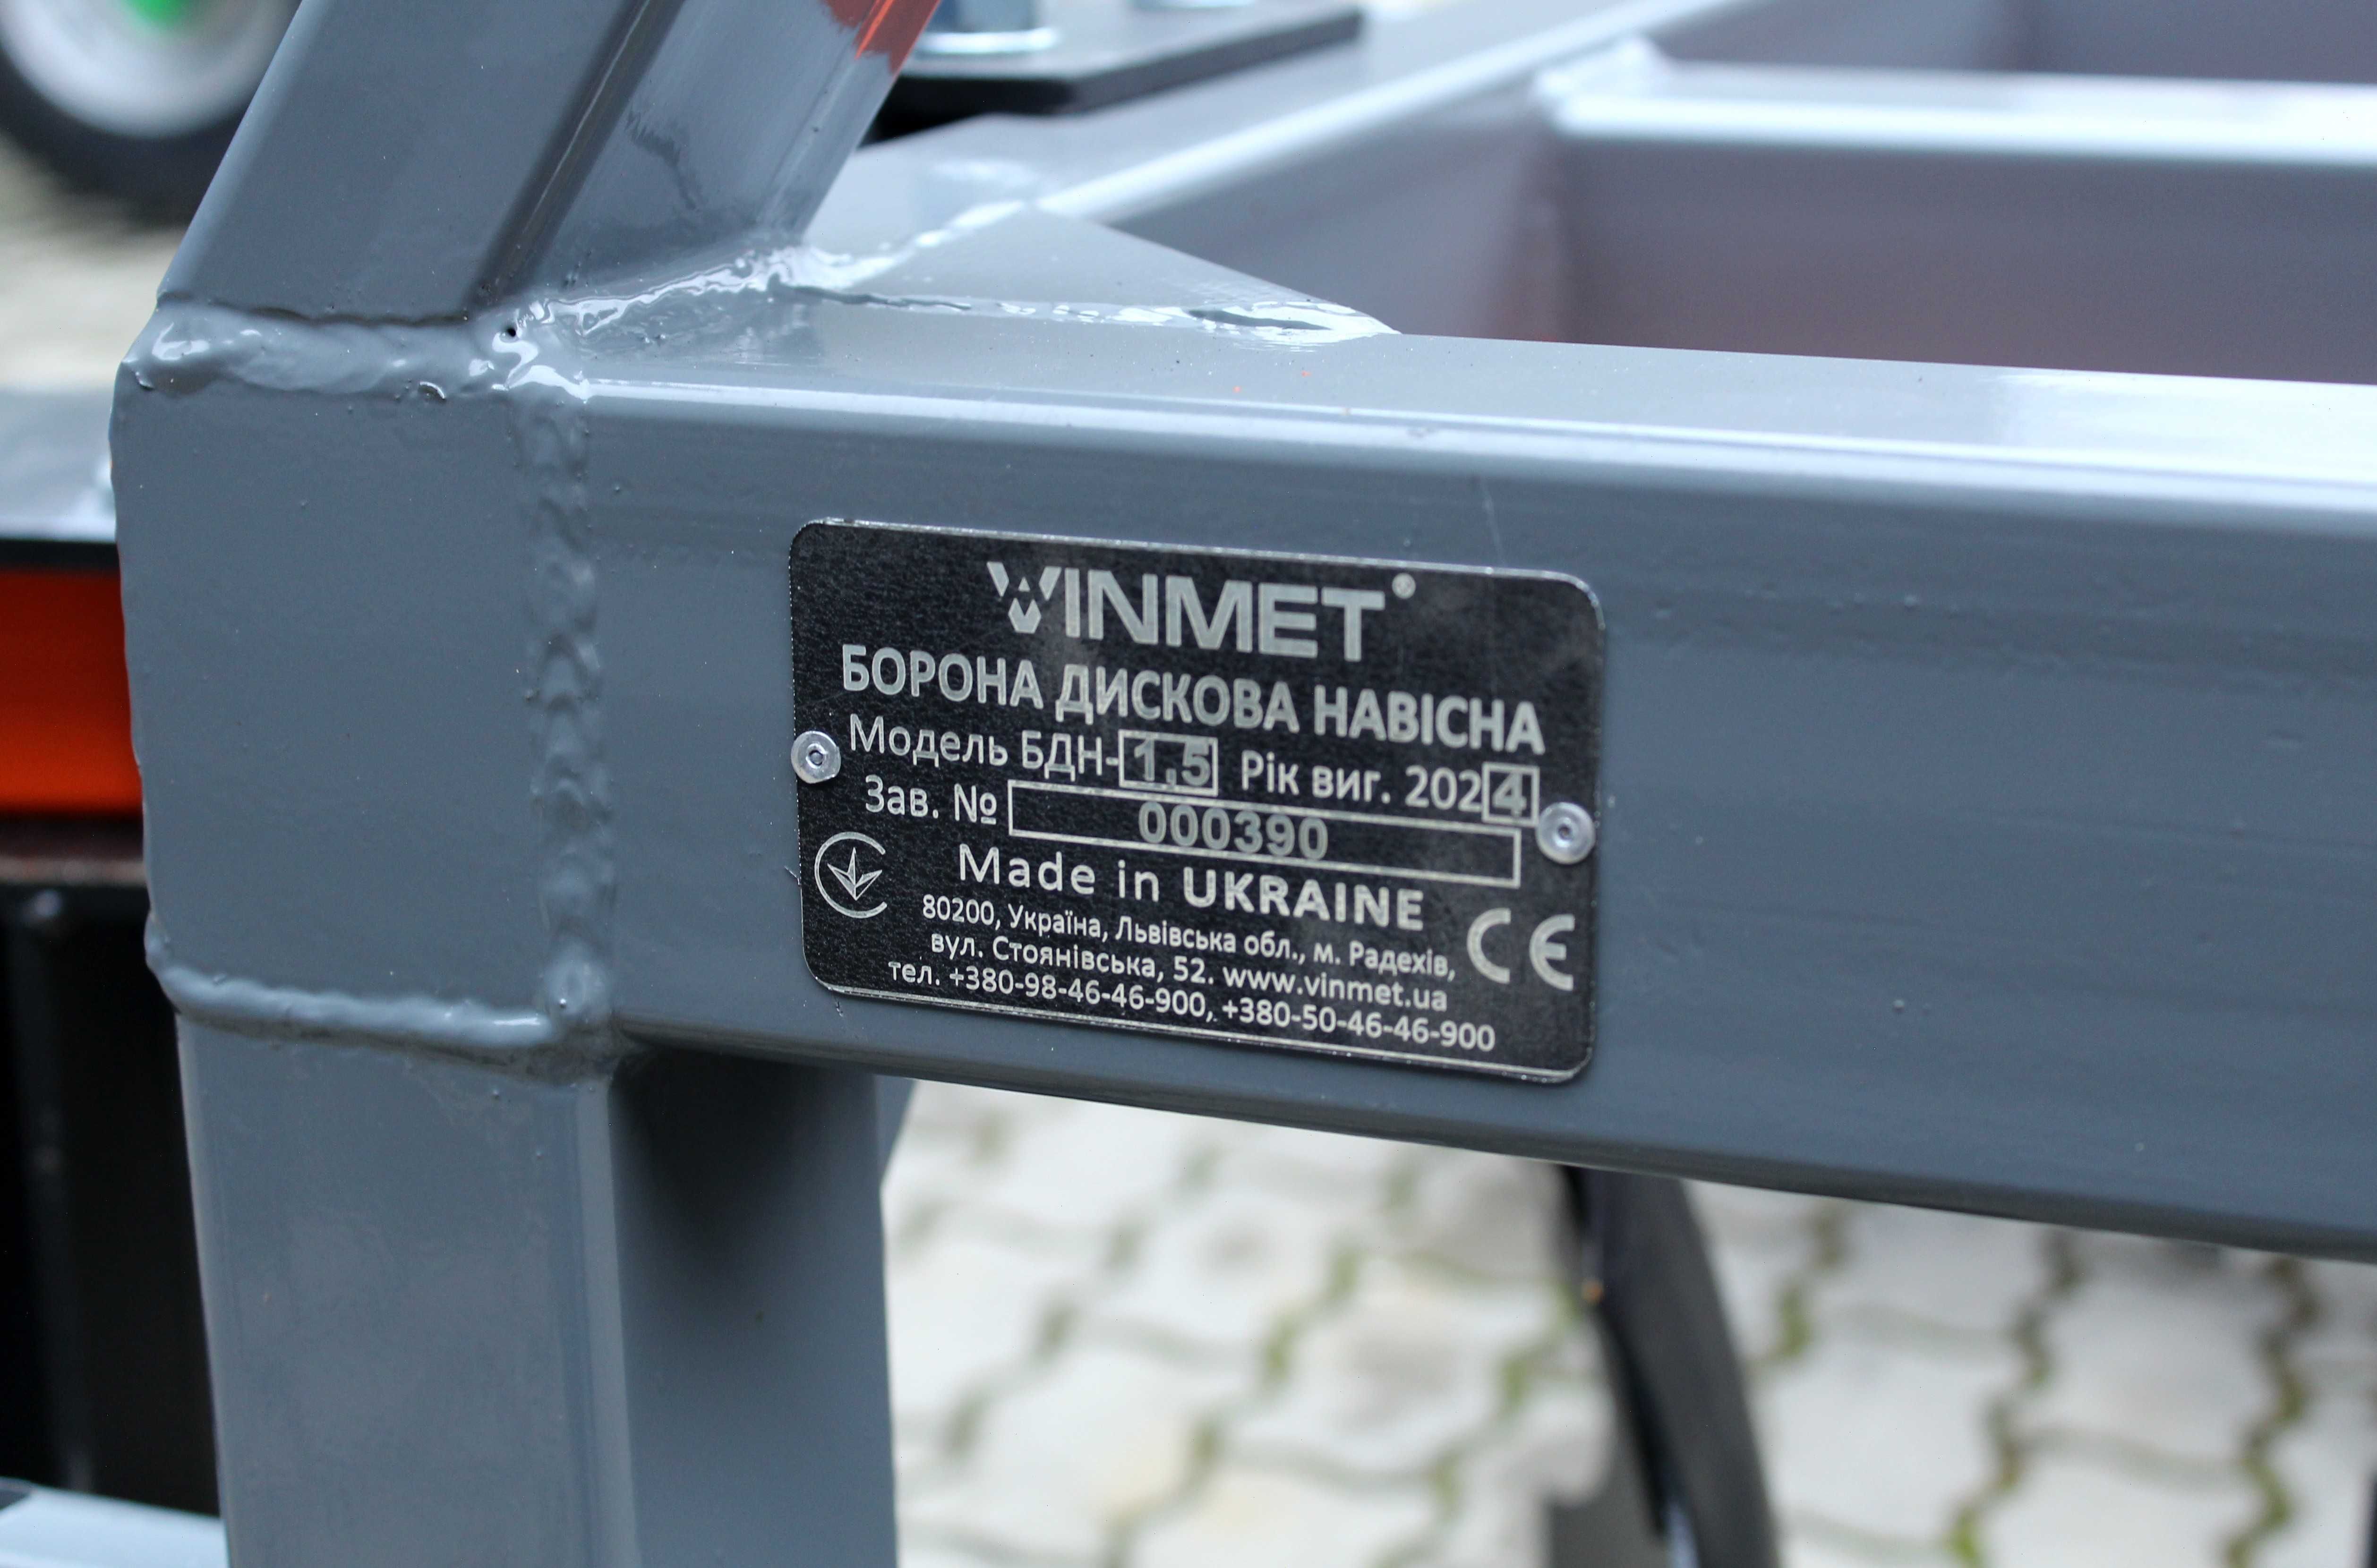 VINMET®
БОРОНА ДИСКОВА НАВІСНА
Модель БДН-1.5 Рік виг. 2024
Зав. № 000390
Made in UKRAINE
80200, Україна, Львівська обл., м. Радехів,
вул. Стоянівська, 52. www.vinmet.ua
тел. +380-98-46-46-900, +380-50-46-46-900
CE